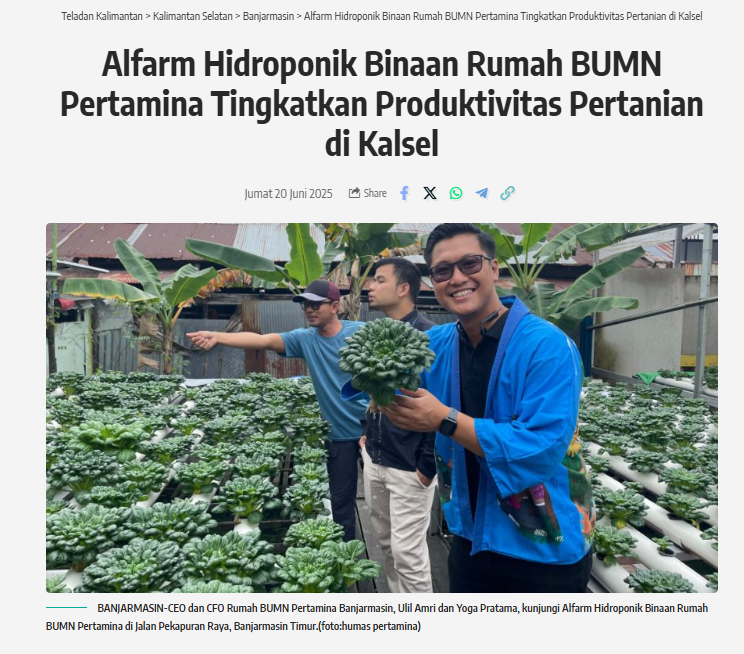 Teladan Kalimantan > Kalimantan Selatan > Banjarmasin > Alfarm Hidroponik Binaan Rumah BUMN Pertamina Tingkatkan Produktivitas Pertanian di Kalsel
Alfarm Hidroponik Binaan Rumah BUMN
Pertamina Tingkatkan Produktivitas Pertanian
di Kalsel
Jumat 20 Juni 2025 Share
BANJARMASIN-CEO dan CFO Rumah BUMN Pertamina Banjarmasin, Ulil Amri dan Yoga Pratama, kunjungi Alfarm Hidroponik Binaan Rumah
BUMN Pertamina di Jalan Pekapuran Raya, Banjarmasin Timur.(foto:humas pertamina)